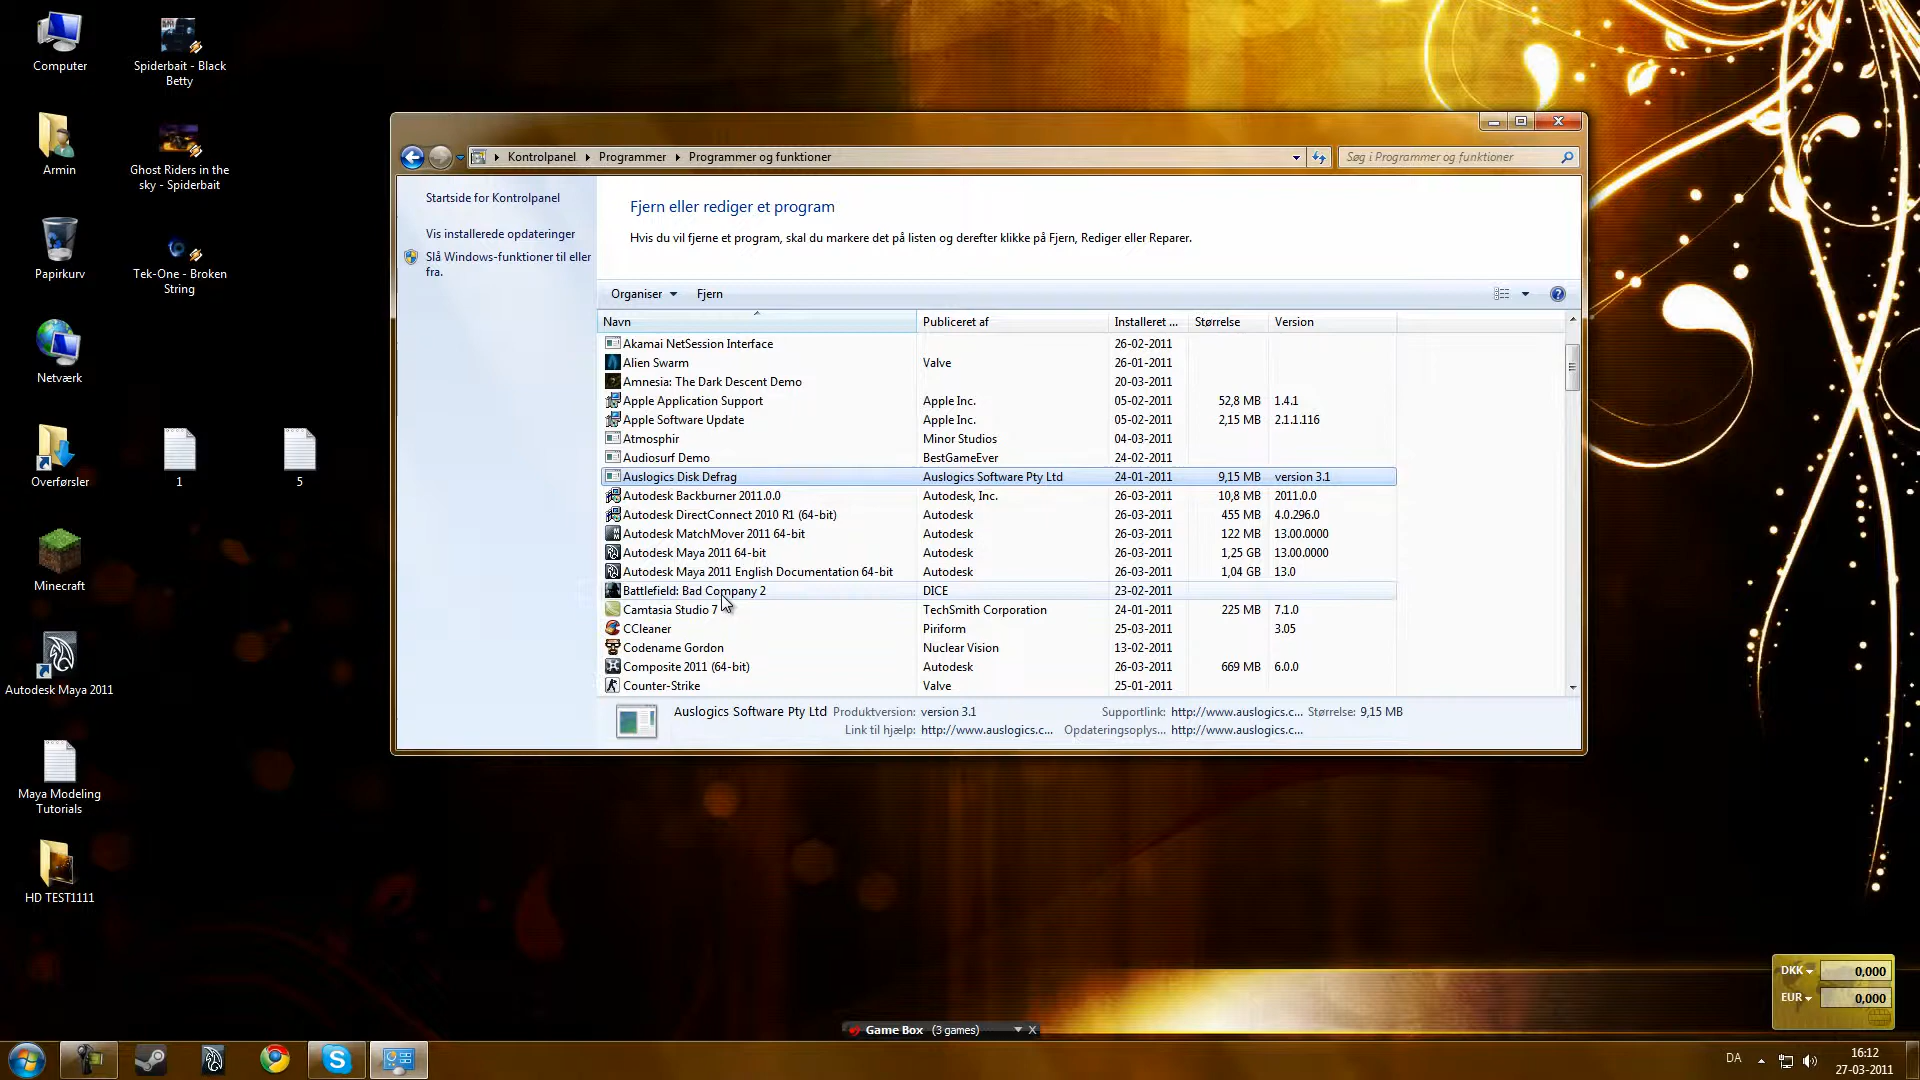 Computer
Spiderbait - Black
Betty
Armin
Ghost Riders in the
sky - Spiderbait
Papirkurv
Tek-One - Broken
String
Netværk
Overførsler
1
5
Minecraft
Autodesk Maya 2011
Maya Modeling
Tutorials
HD TEST1111
Kontrolpanel Programmer Programmer og funktioner
Søg i Programmer og funktioner
Startside for Kontrolpanel
Vis installerede opdateringer
Slå Windows-funktioner til eller
fra.
Fjern eller rediger et program
Hvis du vil fjerne et program, skal du markere det på listen og derefter klikke på Fjern, Rediger eller Reparer.
Organiser Fjern
Navn Publiceret af Installeret ... Størrelse Version
Akamai NetSession Interface 26-02-2011
Alien Swarm Valve 26-01-2011
Amnesia: The Dark Descent Demo 20-03-2011
Apple Application Support Apple Inc. 05-02-2011 52,8 MB 1.4.1
Apple Software Update Apple Inc. 05-02-2011 2,15 MB 2.1.1.116
Atmosphir Minor Studios 04-03-2011
Audiosurf Demo BestGameEver 24-02-2011
Auslogics Disk Defrag Auslogics Software Pty Ltd 24-01-2011 9,15 MB version 3.1
Autodesk Backburner 2011.0.0 Autodesk, Inc. 26-03-2011 10,8 MB 2011.0.0
Autodesk DirectConnect 2010 R1 (64-bit) Autodesk 26-03-2011 455 MB 4.0.296.0
Autodesk MatchMover 2011 64-bit Autodesk 26-03-2011 122 MB 13.00.0000
Autodesk Maya 2011 64-bit Autodesk 26-03-2011 1,25 GB 13.00.0000
Autodesk Maya 2011 English Documentation 64-bit Autodesk 26-03-2011 1,04 GB 13.0
Battlefield: Bad Company 2 DICE 23-02-2011
Camtasia Studio 7 TechSmith Corporation 24-01-2011 225 MB 7.1.0
CCleaner Piriform 25-03-2011 3.05
Codename Gordon Nuclear Vision 13-02-2011
Composite 2011 (64-bit) Autodesk 26-03-2011 669 MB 6.0.0
Counter-Strike Valve 25-01-2011
Auslogics Software Pty Ltd Produktversion: version 3.1 Supportlink: http://www.auslogics.c... Størrelse: 9,15 MB
Link til hjælp: http://www.auslogics.c... Opdateringsoplys... http://www.auslogics.c...
DKK 0,000
EUR 0,000
Game Box (3 games) X
DA
16:12
27-03-2011